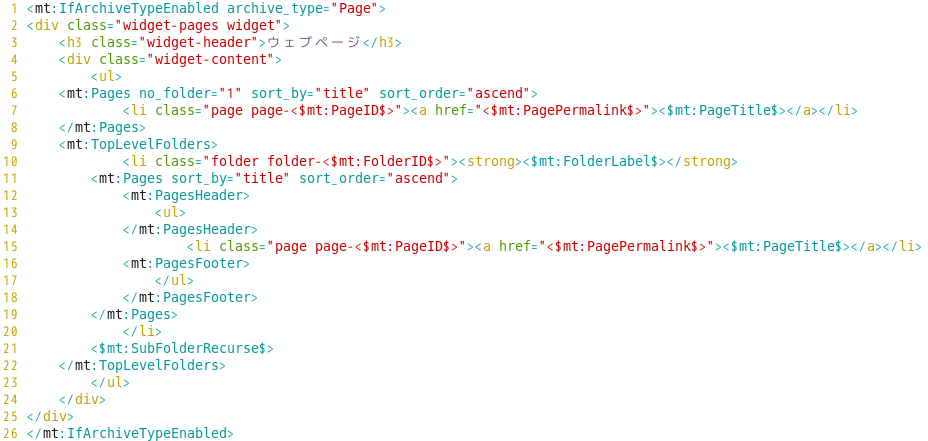 1 <mt:IfArchiveTypeEnabled archive_type="Page">
2 <div class="widget-pages widget">
3     <h3 class="widget-header">ウェブページ</h3>
4     <div class="widget-content">
5         <ul>
6     <mt:Pages no_folder="1" sort_by="title" sort_order="ascend">
7             <li class="page page-<$mt:PageID$>"><a href="<$mt:PagePermalink$>"><$mt:PageTitle$></a></li>
8     </mt:Pages>
9     <mt:TopLevelFolders>
10             <li class="folder folder-<$mt:FolderID$>"><strong><$mt:FolderLabel$></strong>
11         <mt:Pages sort_by="title" sort_order="ascend">
12             <mt:PagesHeader>
13                 <ul>
14             </mt:PagesHeader>
15                     <li class="page page-<$mt:PageID$>"><a href="<$mt:PagePermalink$>"><$mt:PageTitle$></a></li>
16             <mt:PagesFooter>
17                 </ul>
18             </mt:PagesFooter>
19         </mt:Pages>
20             </li>
21         <$mt:SubFolderRecurse$>
22     </mt:TopLevelFolders>
23         </ul>
24     </div>
25 </div>
26 </mt:IfArchiveTypeEnabled>